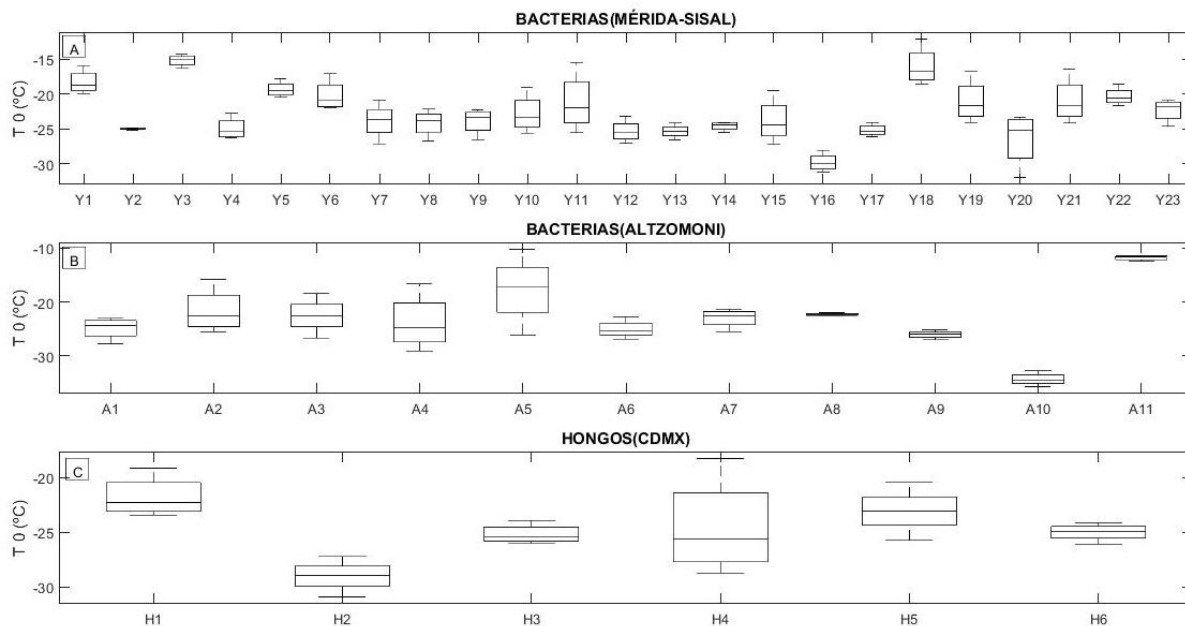 BACTERIAS(MÉRIDA-SISAL)
A
T 0 (ºC)
-15
-20
-25
-30
Y1 Y2 Y3 Y4 Y5 Y6 Y7 Y8 Y9 Y10 Y11 Y12 Y13 Y14 Y15 Y16 Y17 Y18 Y19 Y20 Y21 Y22 Y23
BACTERIAS(ALTZOMONI)
B
T 0 (ºC)
-10
-20
-30
A1 A2 A3 A4 A5 A6 A7 A8 A9 A10 A11
HONGOS(CDMX)
C
T 0 (ºC)
-20
-25
-30
H1 H2 H3 H4 H5 H6